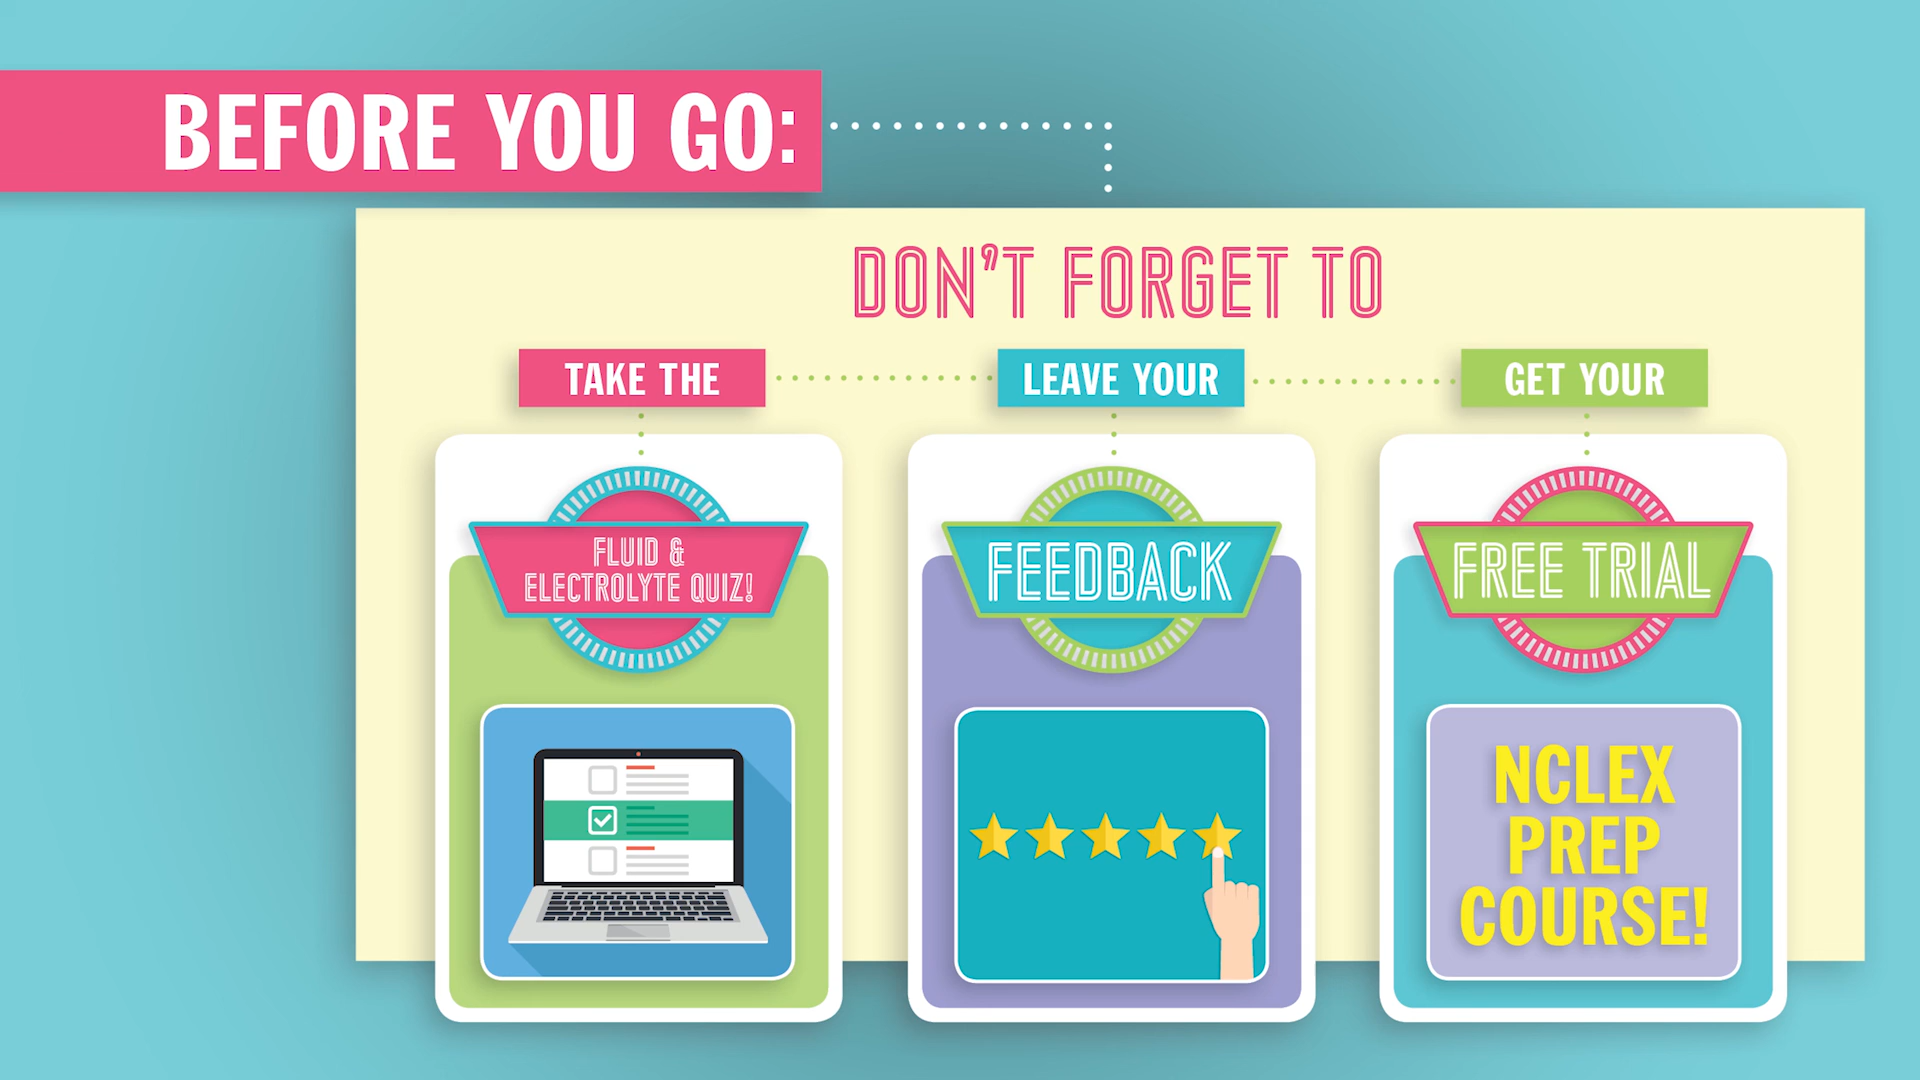 BEFORE YOU GO:
DON'T FORGET TO
TAKE THE
FLUID &
ELECTROLYTE QUIZ!
LEAVE YOUR
FEEDBACK
GET YOUR
FREE TRIAL
NCLEX
PREP
COURSE!